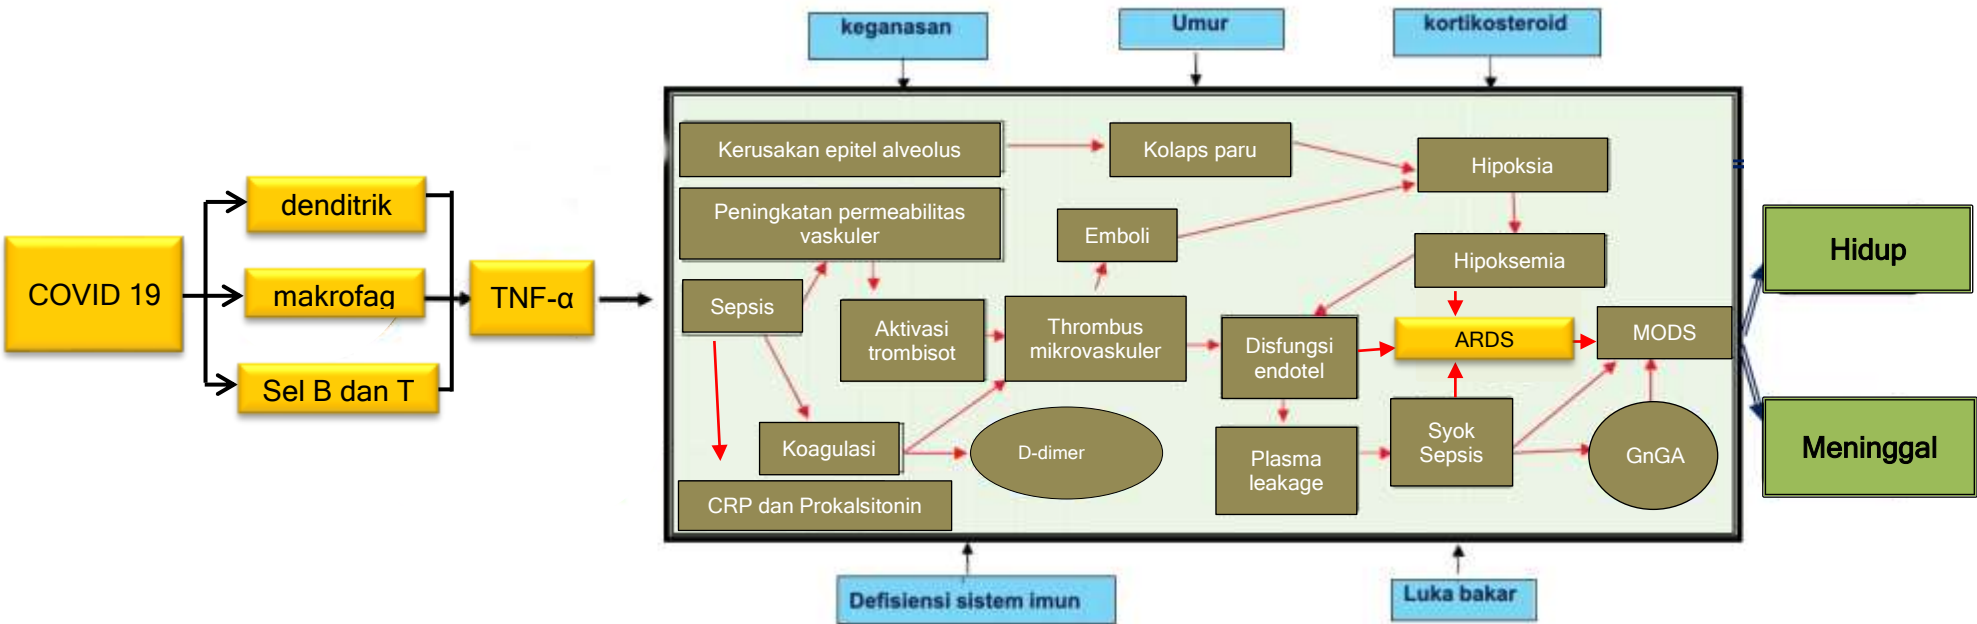 keganasan
Umur
kortikosteroid
COVID 19
denditrik
makrofag
Sel B dan T
TNF-α
Kerusakan epitel alveolus
Kolaps paru
Hipoksia
Peningkatan permeabilitas
vaskuler
Emboli
Hipoksemia
Sepsis
Aktivasi
trombisot
Thrombus
mikrovaskuler
Disfungsi
endotel
ARDS
MODS
Koagulasi
D-dimer
Plasma
leakage
Syok
Sepsis
GnGA
CRP dan Prokalsitonin
Hidup
Meninggal
Defisiensi sistem imun
Luka bakar